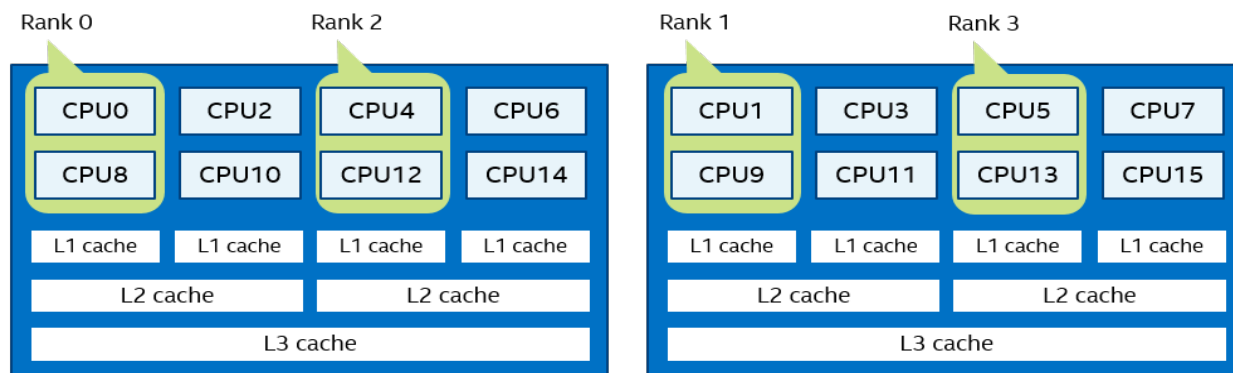 Rank 0 Rank 2 Rank 1 Rank 3
CPU0 CPU2 CPU4 CPU6 CPU1 CPU3 CPU5 CPU7
CPU8 CPU10 CPU12 CPU14 CPU9 CPU11 CPU13 CPU15
L1 cache L1 cache L1 cache L1 cache L1 cache L1 cache L1 cache L1 cache
L2 cache L2 cache L2 cache L2 cache
L3 cache L3 cache